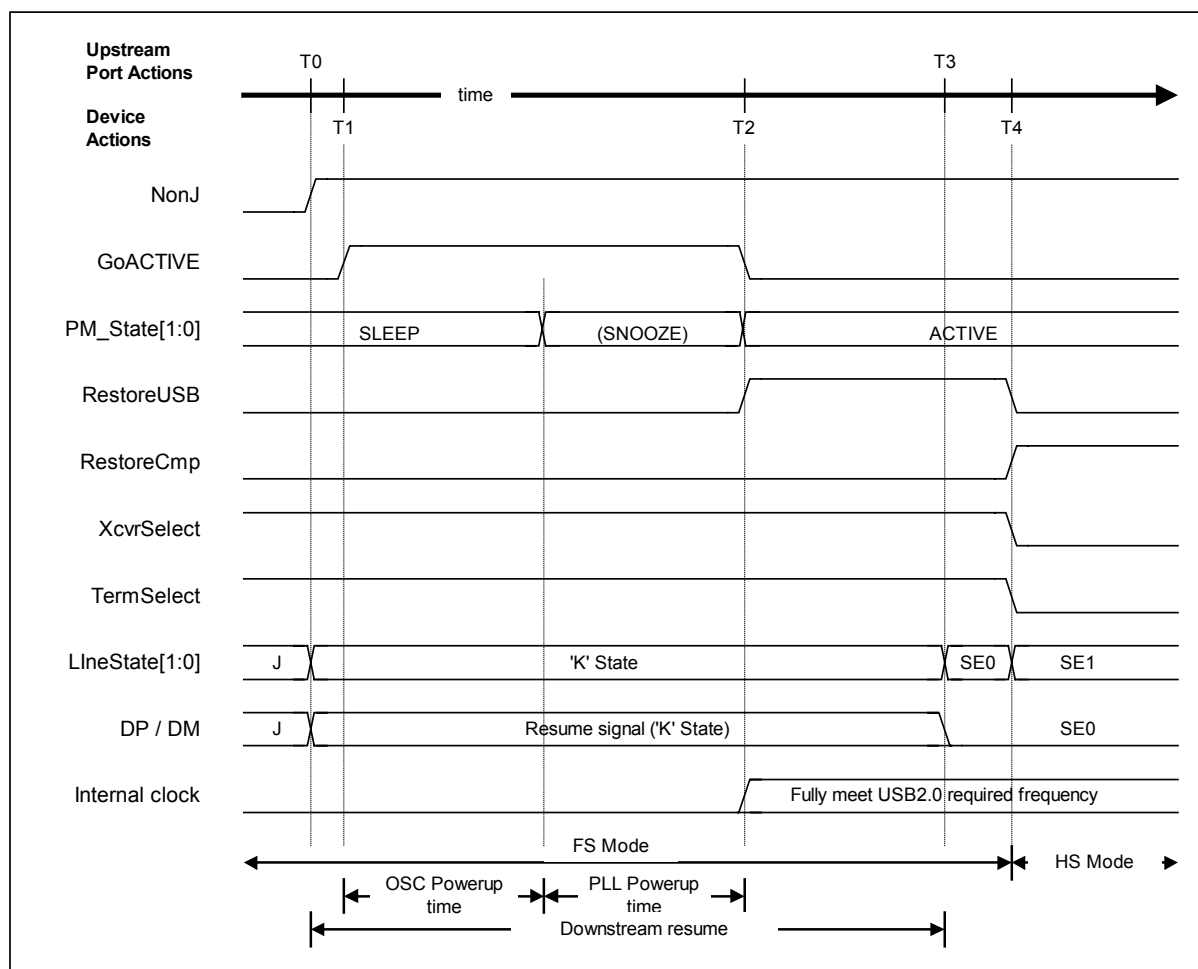 Upstream
Port Actions
T0
T3
time
Device
Actions
T1
T2
T4
NonJ
GoACTIVE
PM_State[1:0]
SLEEP
(SNOOZE)
ACTIVE
RestoreUSB
RestoreCmp
XcvrSelect
TermSelect
LIneState[1:0]
J
'K' State
SE0
SE1
DP / DM
J
Resume signal ('K' State)
SE0
Internal clock
Fully meet USB2.0 required frequency
FS Mode
HS Mode
OSC Powerup
time
PLL Powerup
time
Downstream resume